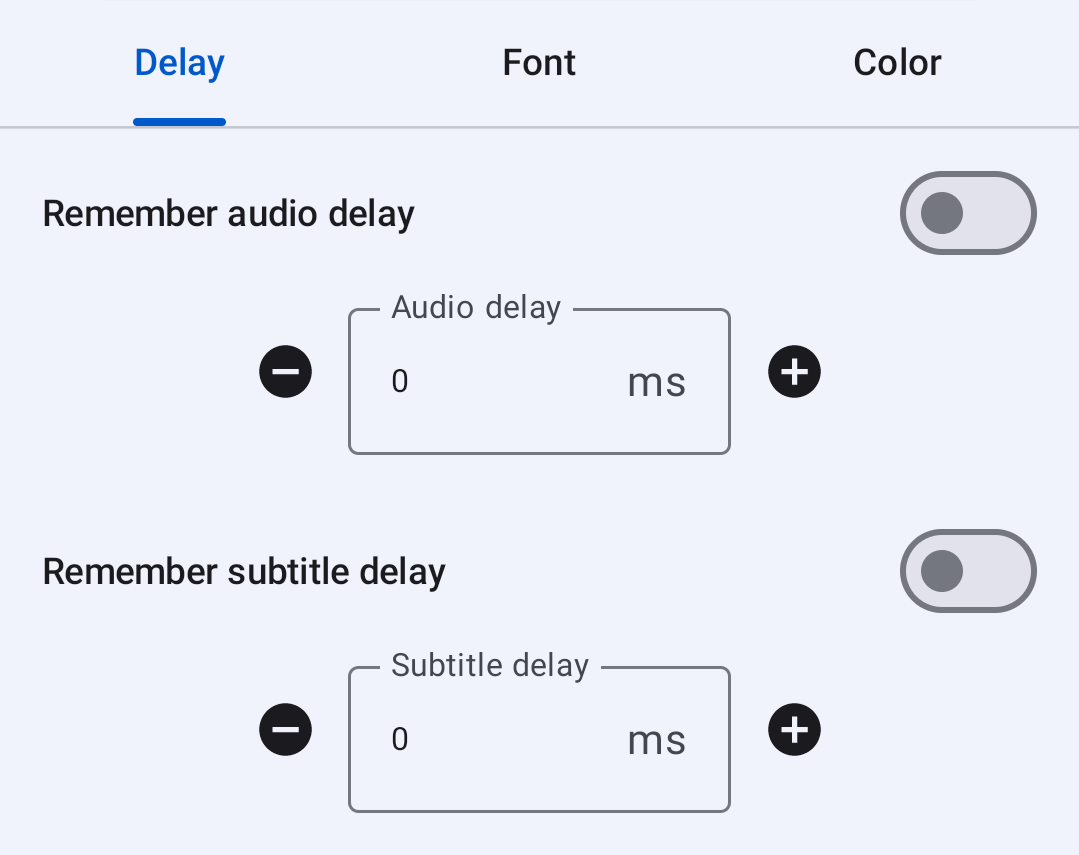 Delay Font Color
Remember audio delay
Audio delay
0 ms
Remember subtitle delay
Subtitle delay
0 ms